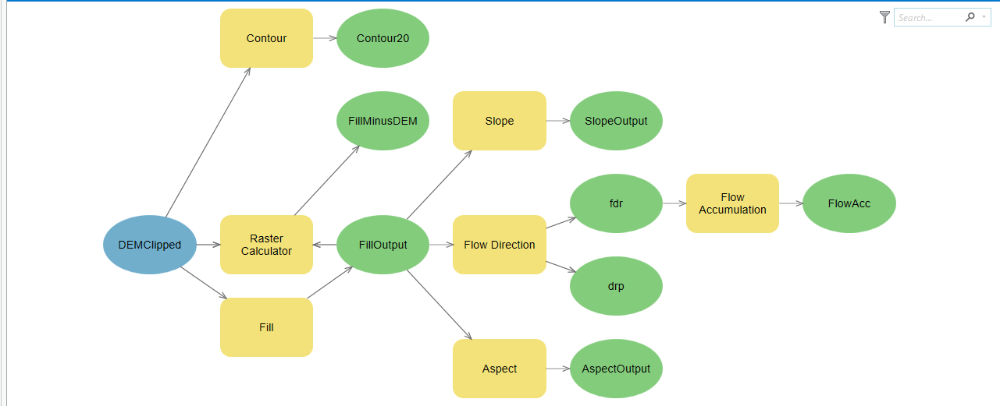 Search...
Contour
Contour20
FillMinusDEM
Slope
SlopeOutput
fdr
Flow
Accumulation
FlowAcc
DEMClipped
Raster
Calculator
FillOutput
Flow Direction
drp
Fill
Aspect
AspectOutput